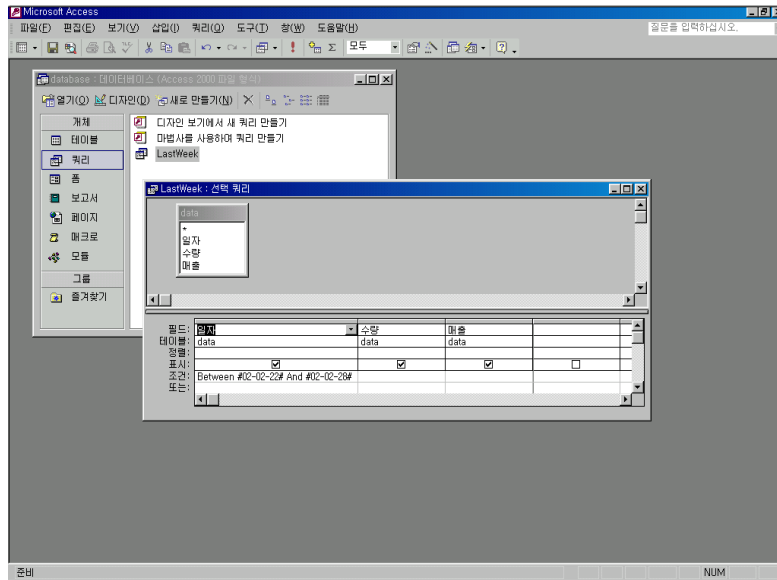 Microsoft Access
파일(F) 편집(E) 보기(V) 삽입(I) 쿼리(Q) 도구(T) 창(W) 도움말(H)
질문을 입력하십시오.
모두
database : 데이터베이스 (Access 2000 파일 형식)
열기(O) 디자인(D) 새로 만들기(N)
개체
테이블
쿼리
폼
보고서
페이지
매크로
모듈
그룹
즐겨찾기
디자인 보기에서 새 쿼리 만들기
마법사를 사용하여 쿼리 만들기
LastWeek
LastWeek : 선택 쿼리
data
*
일자
수량
매출
필드: 일자 수량 매출
테이블: data data data
정렬:
표시:
조건: Between #02-02-22# And #02-02-28#
또는:
준비
NUM